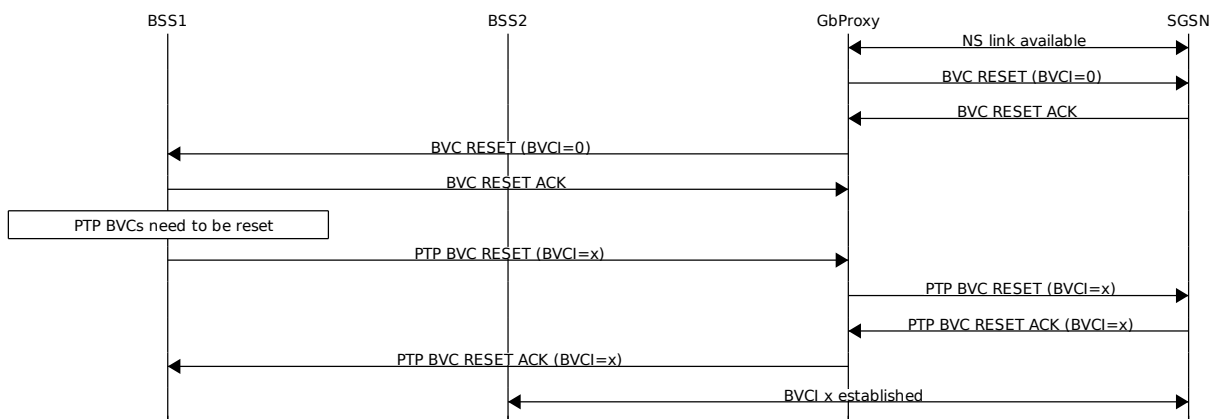 BSS1 BSS2 GbProxy SGSN
NS link available
BVC RESET (BVCI=0)
BVC RESET ACK
BVC RESET (BVCI=0)
BVC RESET ACK
PTP BVCs need to be reset
PTP BVC RESET (BVCI=x)
PTP BVC RESET (BVCI=x)
PTP BVC RESET ACK (BVCI=x)
PTP BVC RESET ACK (BVCI=x)
BVCI x established